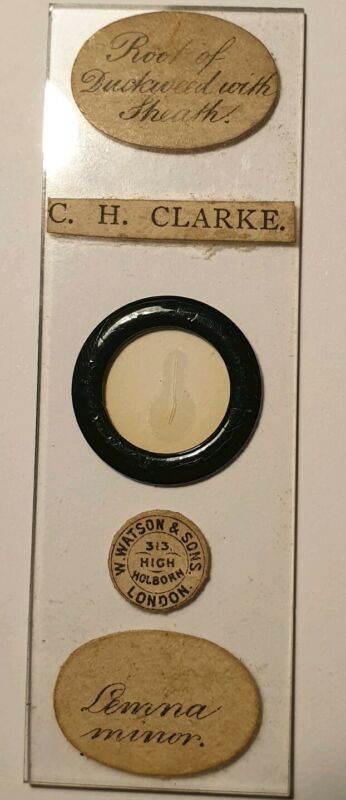 Root of
Duckweed with
Sheath.
C. H. CLARKE.
W. WATSON & SONS.
313
HIGH
HOLBORN
LONDON.
Lemna
minor.